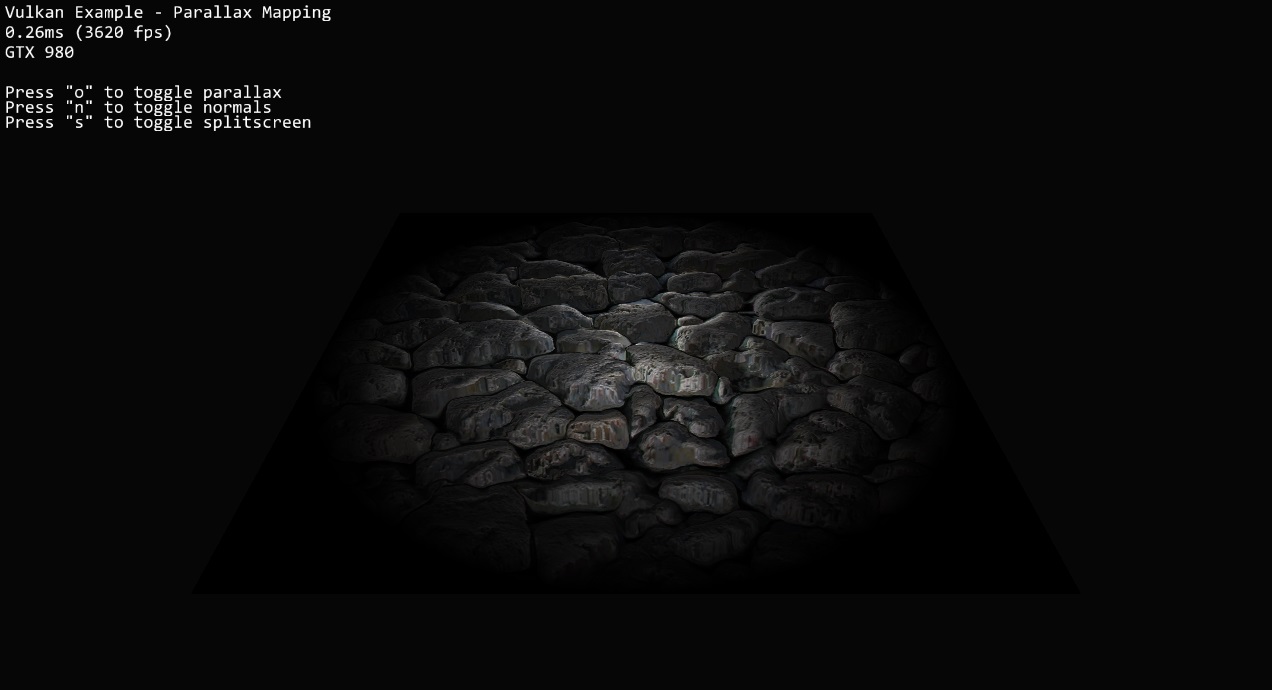 Vulkan Example - Parallax Mapping
0.26ms (3620 fps)
GTX 980
Press "o" to toggle parallax
Press "n" to toggle normals
Press "s" to toggle splitscreen